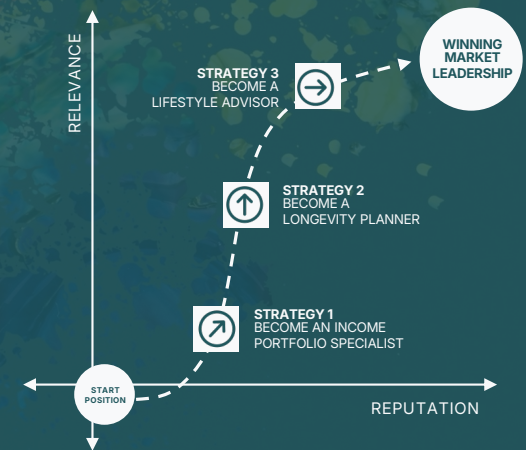 WINNING
MARKET
LEADERSHIP
RELEVANCE
STRATEGY 3
BECOME A
LIFESTYLE ADVISOR
STRATEGY 2
BECOME A
LONGEVITY PLANNER
STRATEGY 1
BECOME AN INCOME
PORTFOLIO SPECIALIST
START
POSITION
REPUTATION